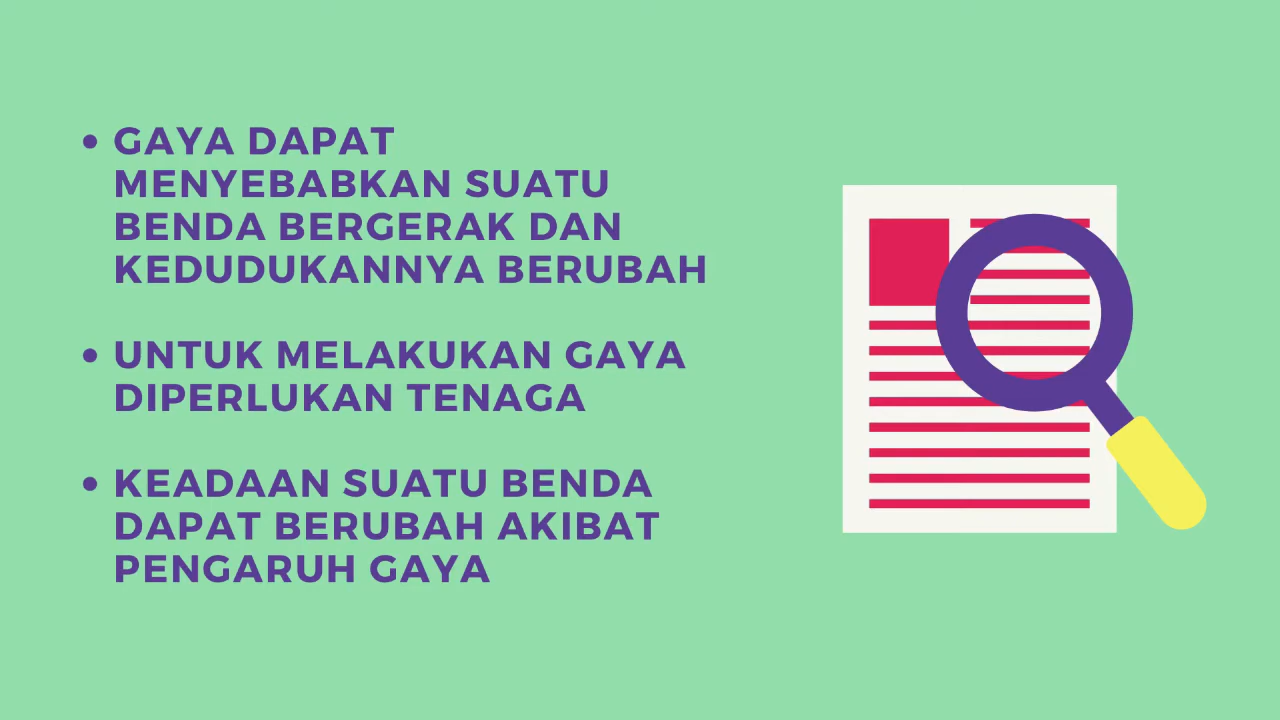 • GAYA DAPAT
MENYEBABKAN SUATU
BENDA BERGERAK DAN
KEDUDUKANNYA BERUBAH
• UNTUK MELAKUKAN GAYA
DIPERLUKAN TENAGA
• KEADAAN SUATU BENDA
DAPAT BERUBAH AKIBAT
PENGARUH GAYA